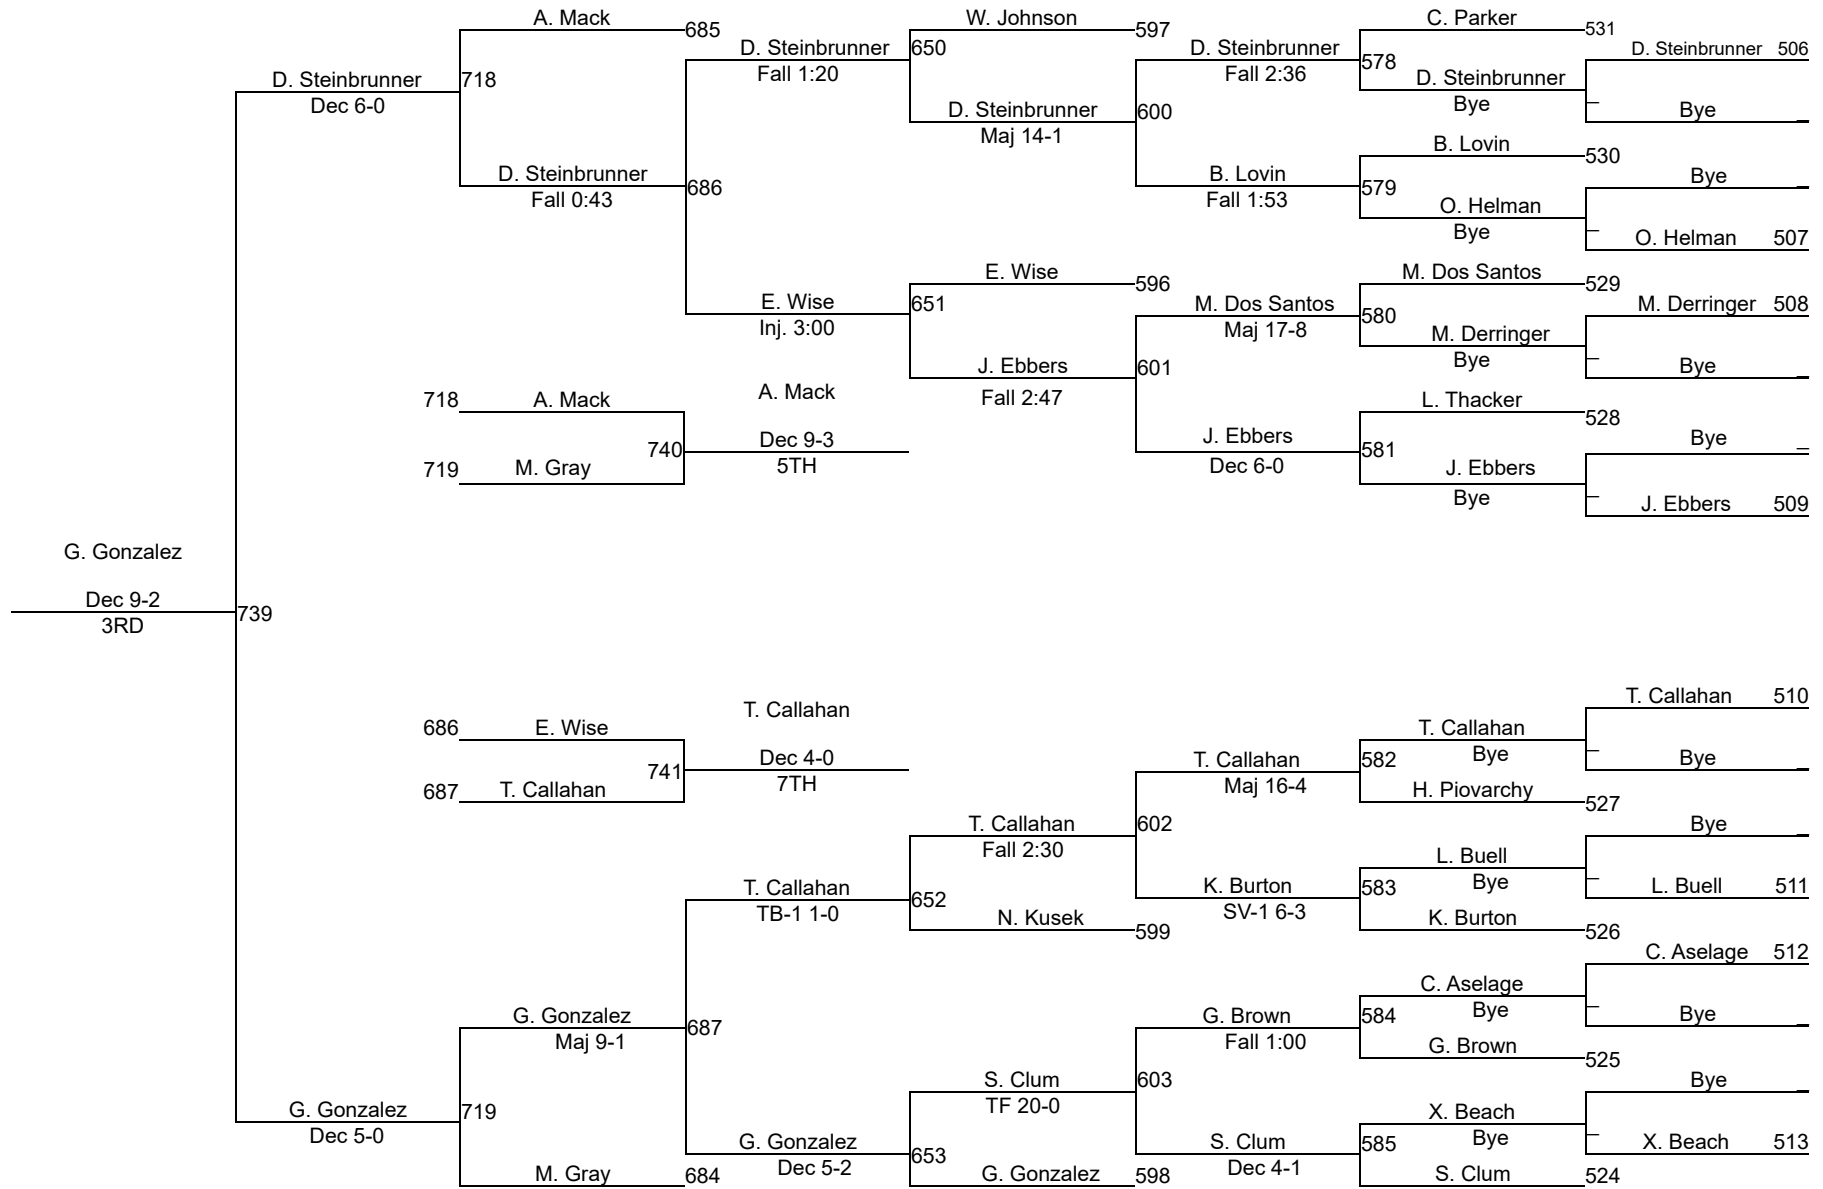 A. Mack
W. Johnson
C. Parker
685
597
531
D. Steinbrunner
650
D. Steinbrunner
D. Steinbrunner 506
Fall 1:20
Fall 2:36
578
D. Steinbrunner
718
D. Steinbrunner
Dec 6-0
Bye
_
D. Steinbrunner
600
Bye _
Maj 14-1
B. Lovin
530
D. Steinbrunner
B. Lovin
Bye _
Fall 0:43
686
Fall 1:53
579
O. Helman
Bye
_
O. Helman 507
E. Wise
M. Dos Santos
596
529
E. Wise
651
M. Dos Santos
M. Derringer 508
Inj. 3:00
Maj 17-8
580
M. Derringer
Bye
_
J. Ebbers
601
Bye _
A. Mack
Fall 2:47
718
A. Mack
L. Thacker
528
740
Dec 9-3
J. Ebbers
Bye _
5TH
Dec 6-0
581
719
M. Gray
J. Ebbers
Bye
_
J. Ebbers 509
G. Gonzalez
Dec 9-2
3RD
739
T. Callahan 510
T. Callahan
686
E. Wise
T. Callahan
Bye
_
Dec 4-0
T. Callahan
582
Bye _
741
7TH
Maj 16-4
687
T. Callahan
H. Piovarchy
527
T. Callahan
602
Bye _
Fall 2:30
L. Buell
Bye
_
T. Callahan
K. Burton
583
L. Buell 511
TB-1 1-0
652
SV-1 6-3
N. Kusek
599
K. Burton
526
C. Aselage 512
C. Aselage
Bye
_
G. Gonzalez
G. Brown
584
Bye _
Maj 9-1
687
Fall 1:00
G. Brown
525
S. Clum
603
Bye _
TF 20-0
G. Gonzalez
719
X. Beach
Dec 5-0
Bye
_
G. Gonzalez
S. Clum
585
X. Beach 513
Dec 5-2
653
Dec 4-1
M. Gray
684
G. Gonzalez
598
S. Clum
524